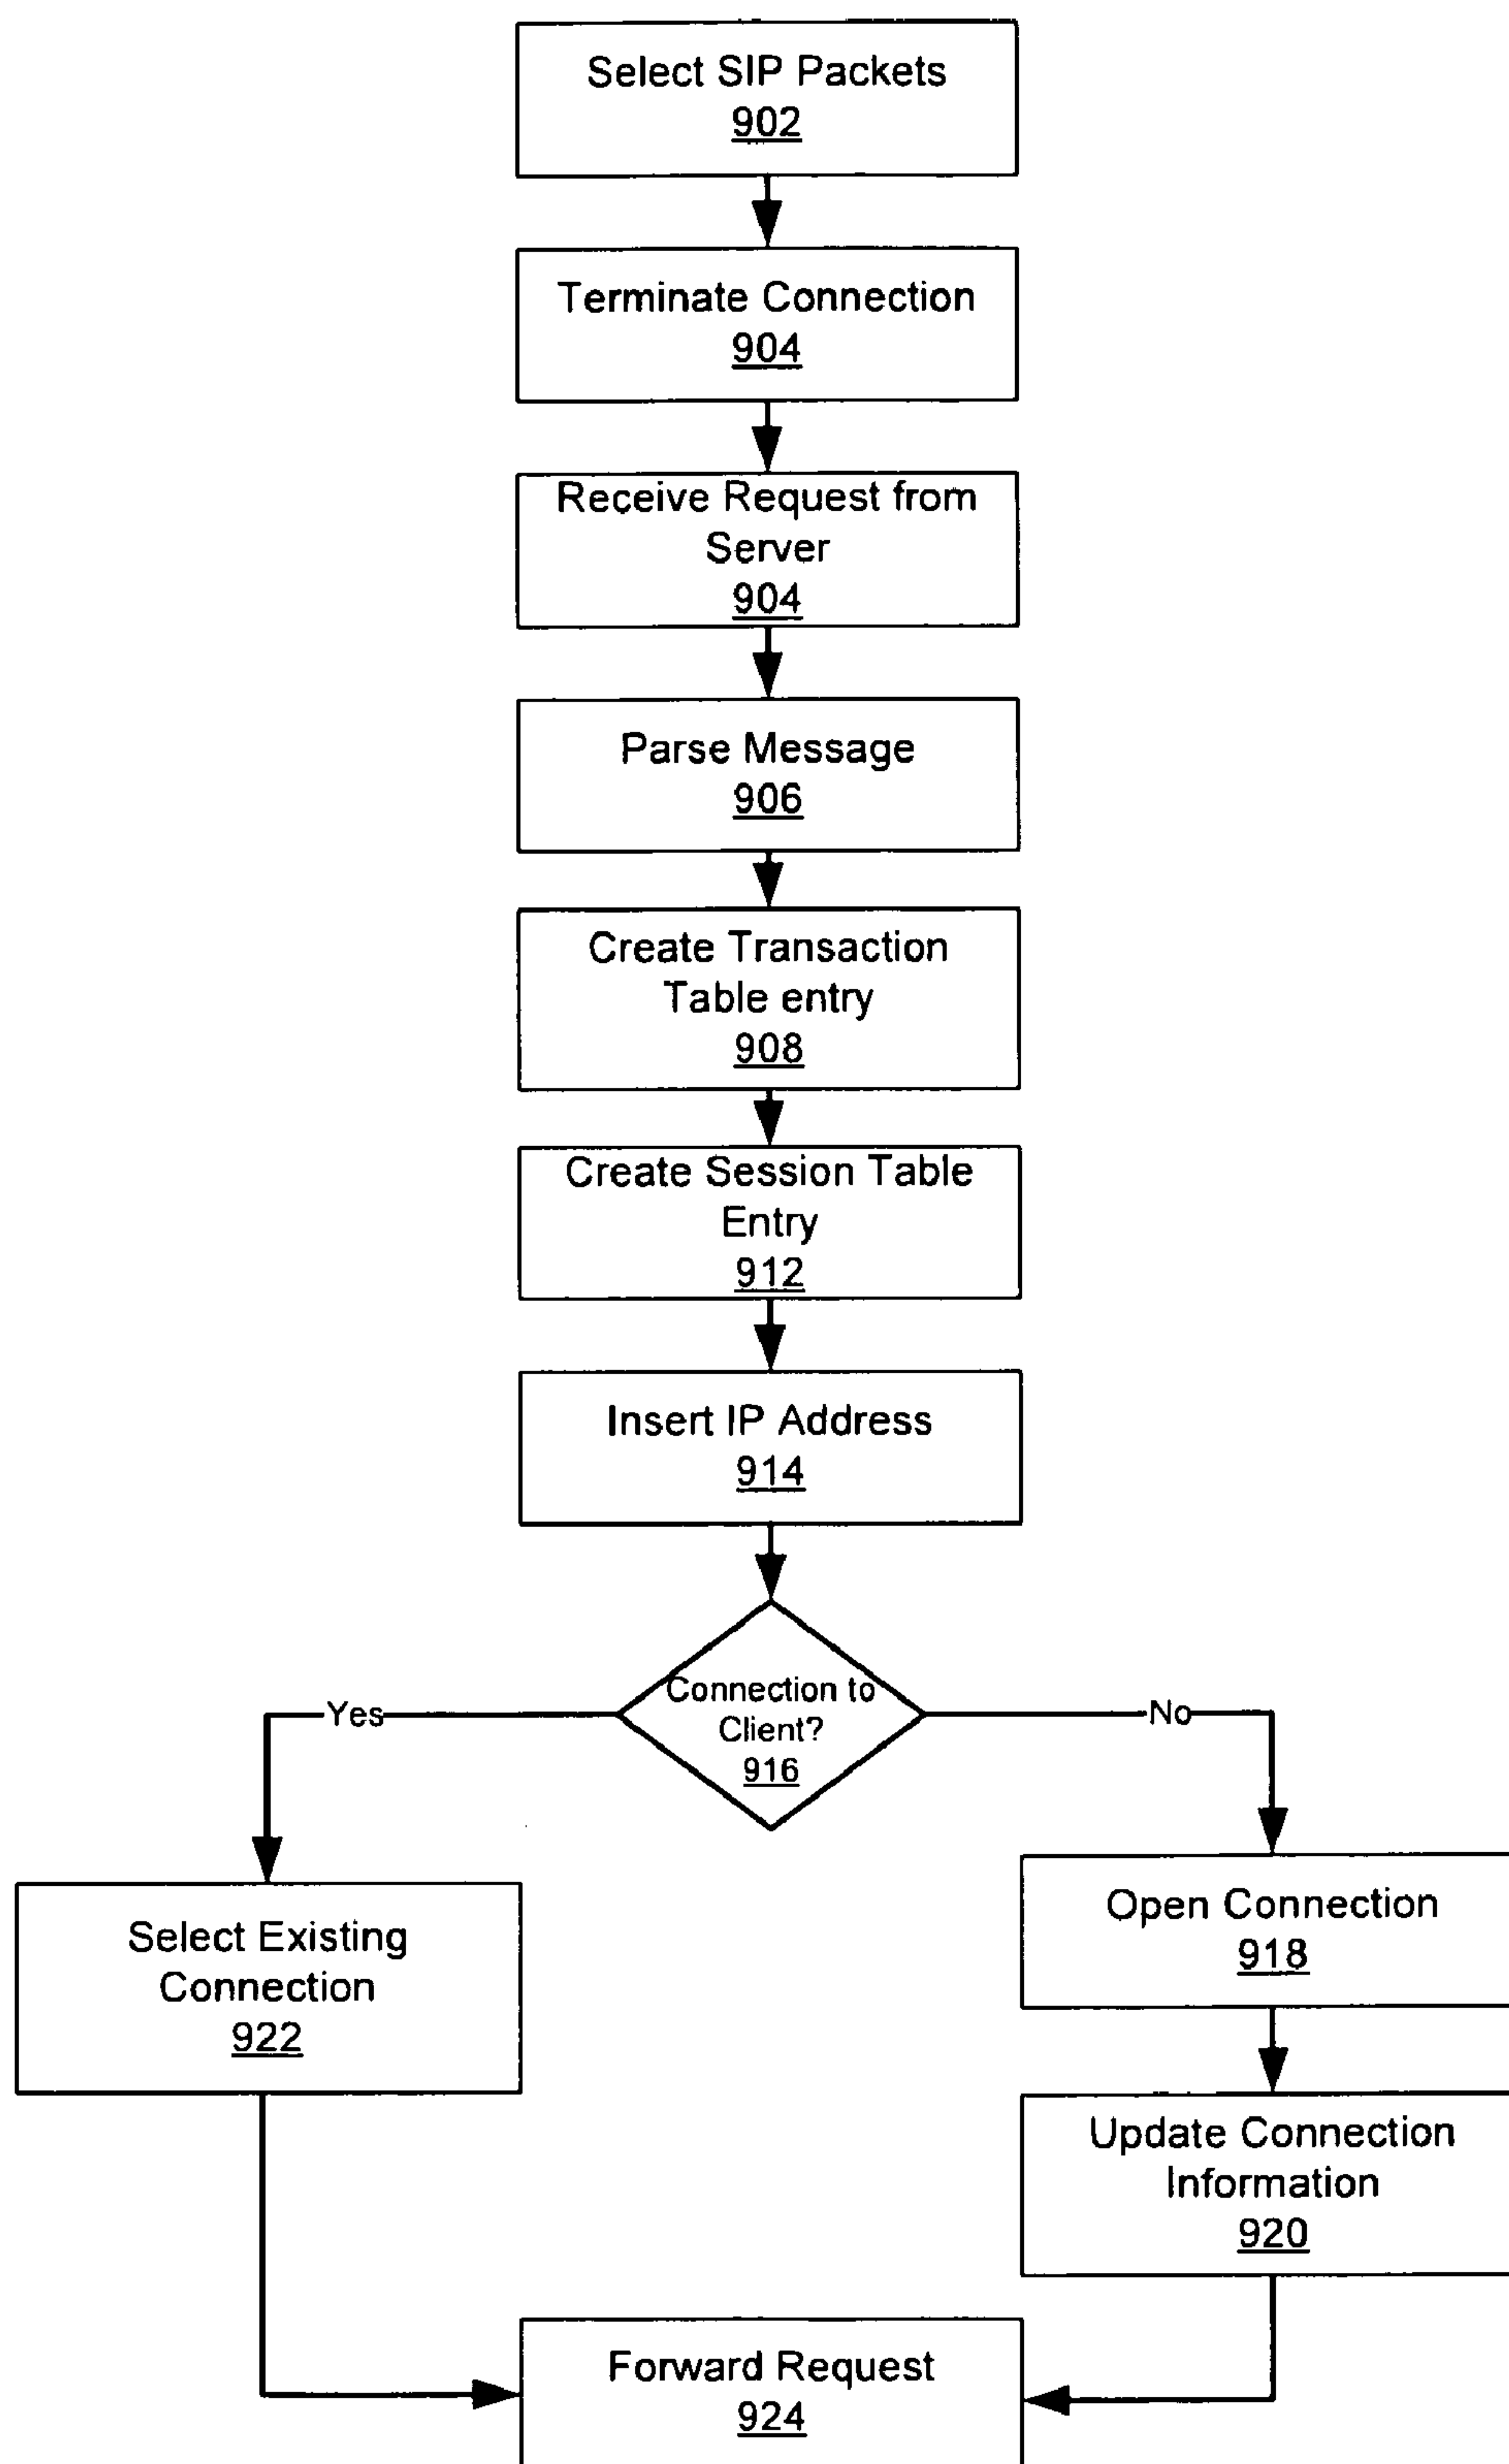 Select SIP Packets
902
Terminate Connection
904
Receive Request from
Server
904
Parse Message
906
Create Transaction
Table entry
908
Create Session Table
Entry
912
Insert IP Address
914
Connection to
Client?
916
Yes
No
Select Existing
Connection
922
Open Connection
918
Update Connection
Information
920
Forward Request
924